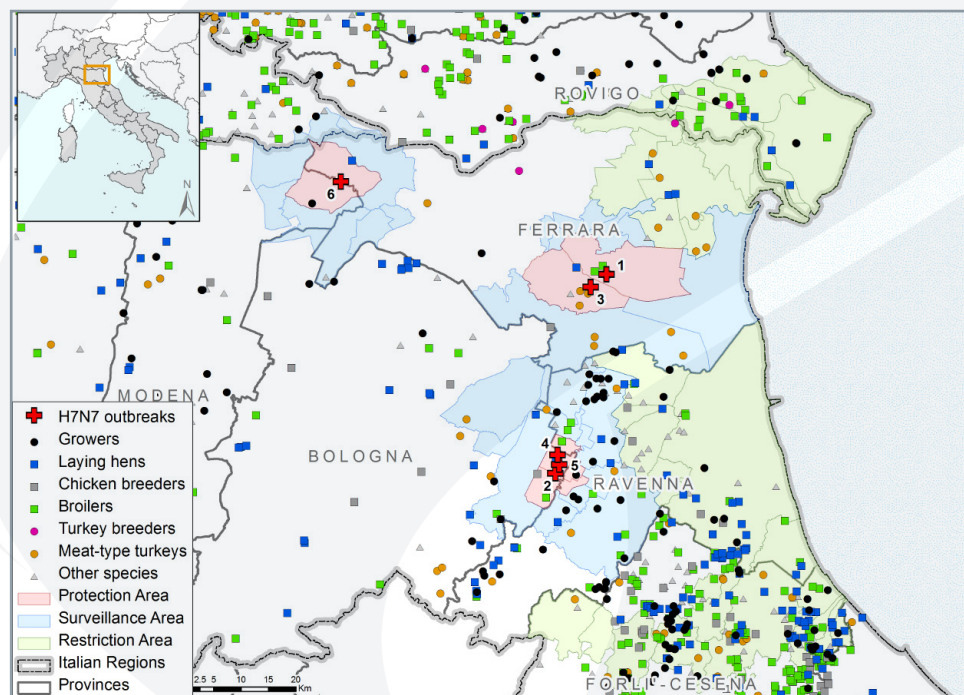 N
ROVIGO
6
FERRARA
1
3
MODENA
BOLOGNA
4
5
2
RAVENNA
FORLI'-CESENA
H7N7 outbreaks
Growers
Laying hens
Chicken breeders
Broilers
Turkey breeders
Meat-type turkeys
Other species
Protection Area
Surveillance Area
Restriction Area
Italian Regions
Provinces
2.5 5 10 15 20
Km